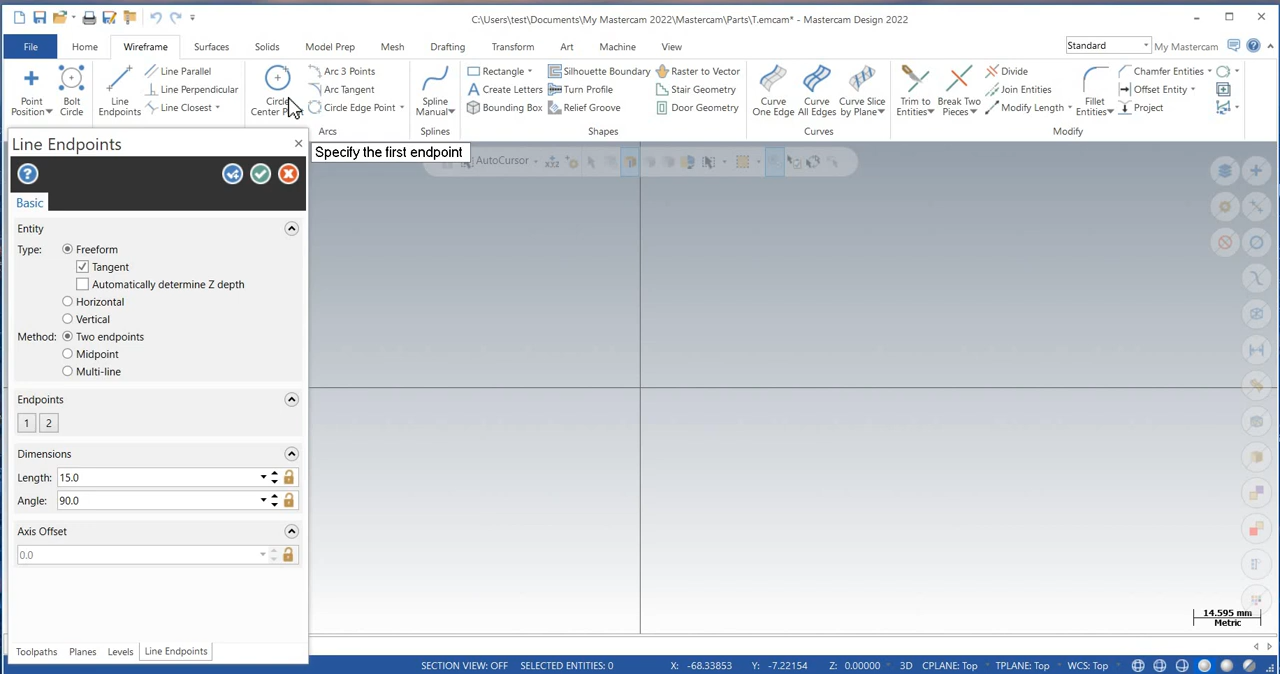 C:\Users\test\Documents\My Mastercam 2022\Mastercam\Parts\T.emcam* - Mastercam Design 2022
File Home Wireframe Surfaces Solids Model Prep Mesh Drafting Transform Art Machine View Standard My Mastercam
Point Position
Bolt Circle
Line Endpoints
Line Parallel
Line Perpendicular
Line Closest
Circle Center
Arc 3 Points
Arc Tangent
Circle Edge Point
Arcs
Spline Manual
Splines
Rectangle
Create Letters
Bounding Box
Silhouette Boundary
Turn Profile
Relief Groove
Raster to Vector
Stair Geometry
Door Geometry
Shapes
Curve One Edge
Curve All Edges
Curve Slice by Plane
Curves
Trim to Entities
Break Two Pieces
Divide
Join Entities
Modify Length
Fillet Entities
Chamfer Entities
Offset Entity
Project
Modify
Line Endpoints
Specify the first endpoint
AutoCursor
Basic
Entity
Type: Freeform
Tangent
Automatically determine Z depth
Horizontal
Vertical
Method: Two endpoints
Midpoint
Multi-line
Endpoints
1 2
Dimensions
Length: 15.0
Angle: 90.0
Axis Offset
0.0
14.595 mm
Metric
Toolpaths Planes Levels Line Endpoints
SECTION VIEW: OFF SELECTED ENTITIES: 0 X: -68.33853 Y: -7.22154 Z: 0.00000 3D CPLANE: Top TPLANE: Top WCS: Top